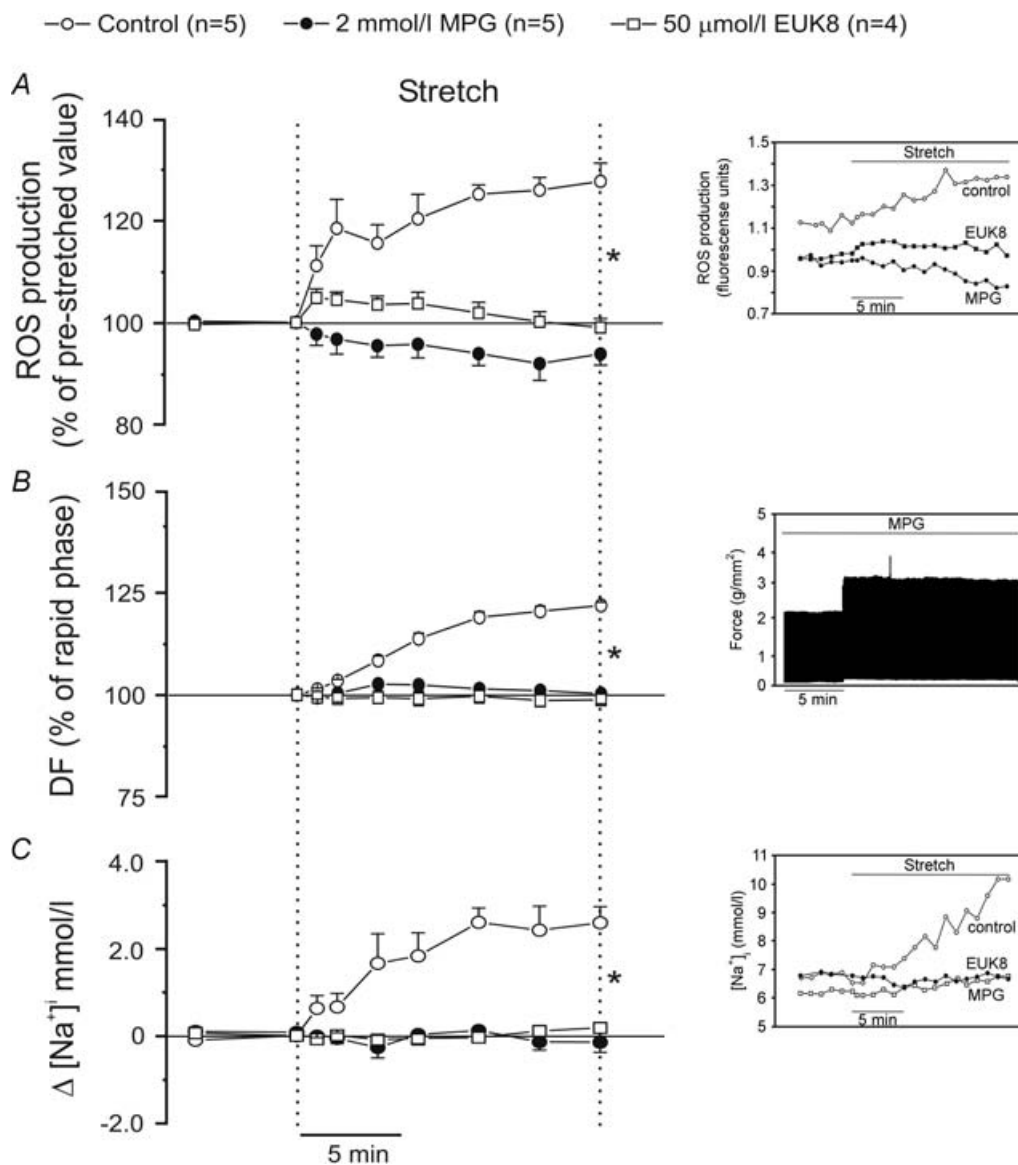 Control (n=5) 2 mmol/l MPG (n=5) 50 μmol/l EUK8 (n=4)
A
Stretch
ROS production
(% of pre-stretched value)
140
120
100
80
*
ROS production
(fluorescense units)
1.5
1.3
1.1
0.9
0.7
Stretch
control
EUK8
MPG
5 min
B
DF (% of rapid phase)
150
125
100
75
*
Force (g/mm²)
5
4
3
2
1
0
MPG
5 min
C
Δ [Na⁺]ⁱ mmol/l
4.0
2.0
0
-2.0
*
5 min
[Na⁺]ᵢ (mmol/l)
11
10
9
8
7
6
5
Stretch
control
EUK8
MPG
5 min